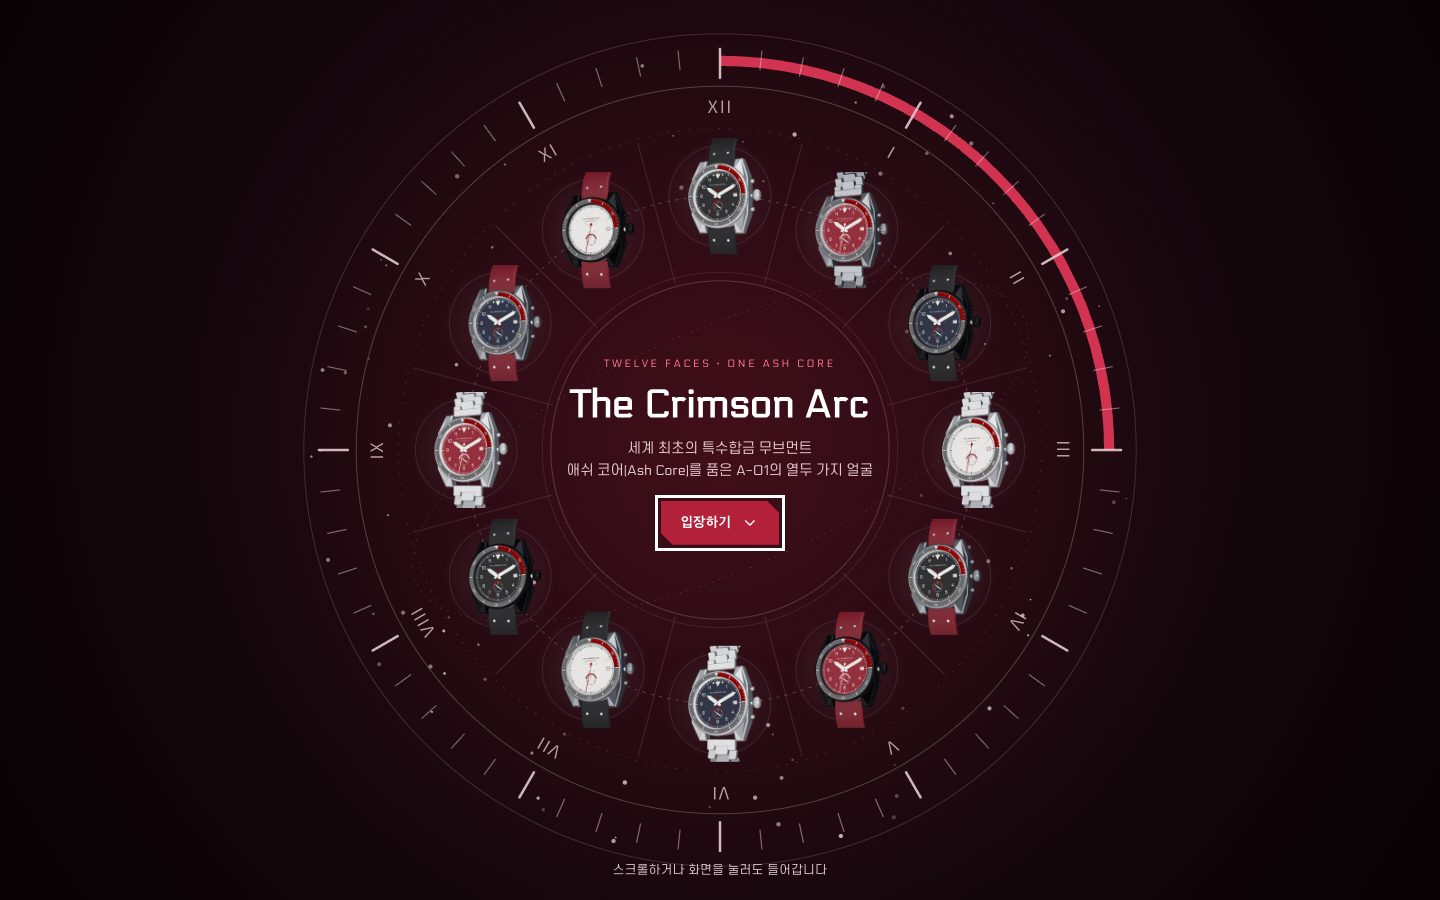 XII
XI
I
X
II
TWELVE FACES · ONE ASH CORE
The Crimson Arc
세계 최초의 특수합금 무브먼트
IX
III
애쉬 코어(Ash Core)를 품은 A-01의 열두 가지 얼굴
입장하기
VIII
IV
VII
V
VI
스크롤하거나 화면을 눌러도 들어갑니다